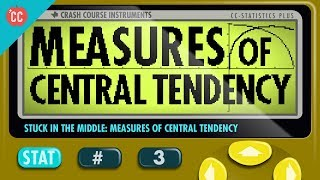 CC
CRASH COURSE INSTRUMENTS
CC-STATISTICS PLUS
MEASURES OF
CENTRAL TENDENCY
STUCK IN THE MIDDLE: MEASURES OF CENTRAL TENDENCY
STAT # 3